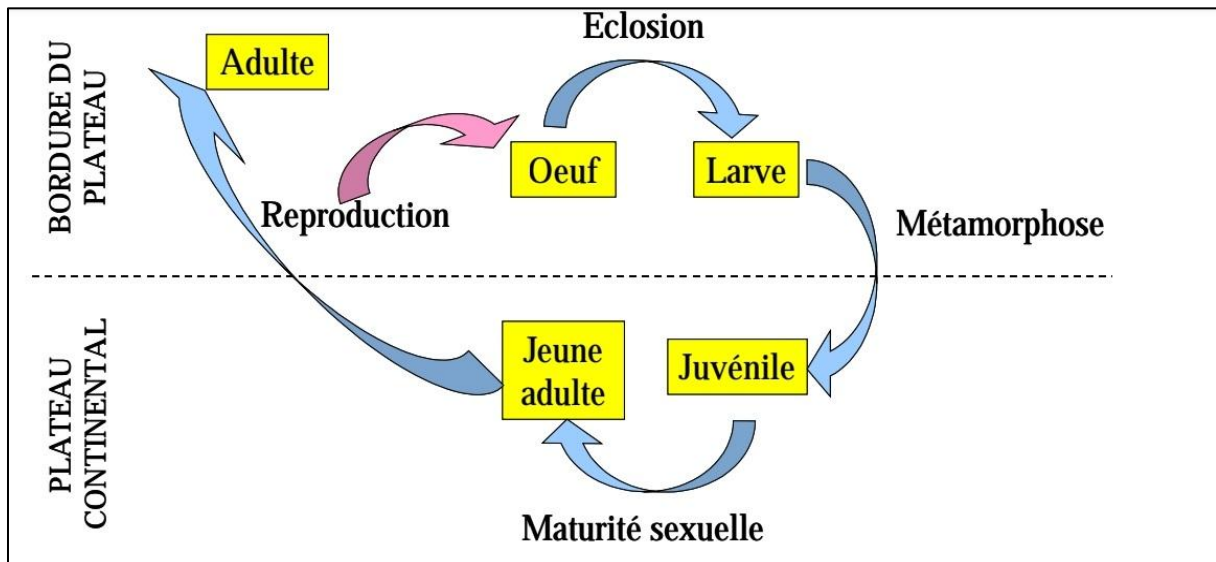 BORDURE DU
PLATEAU
Adulte
Eclosion
Oeuf
Larve
Reproduction
Métamorphose
PLATEAU
CONTINENTAL
Jeune
adulte
Juvénile
Maturité sexuelle